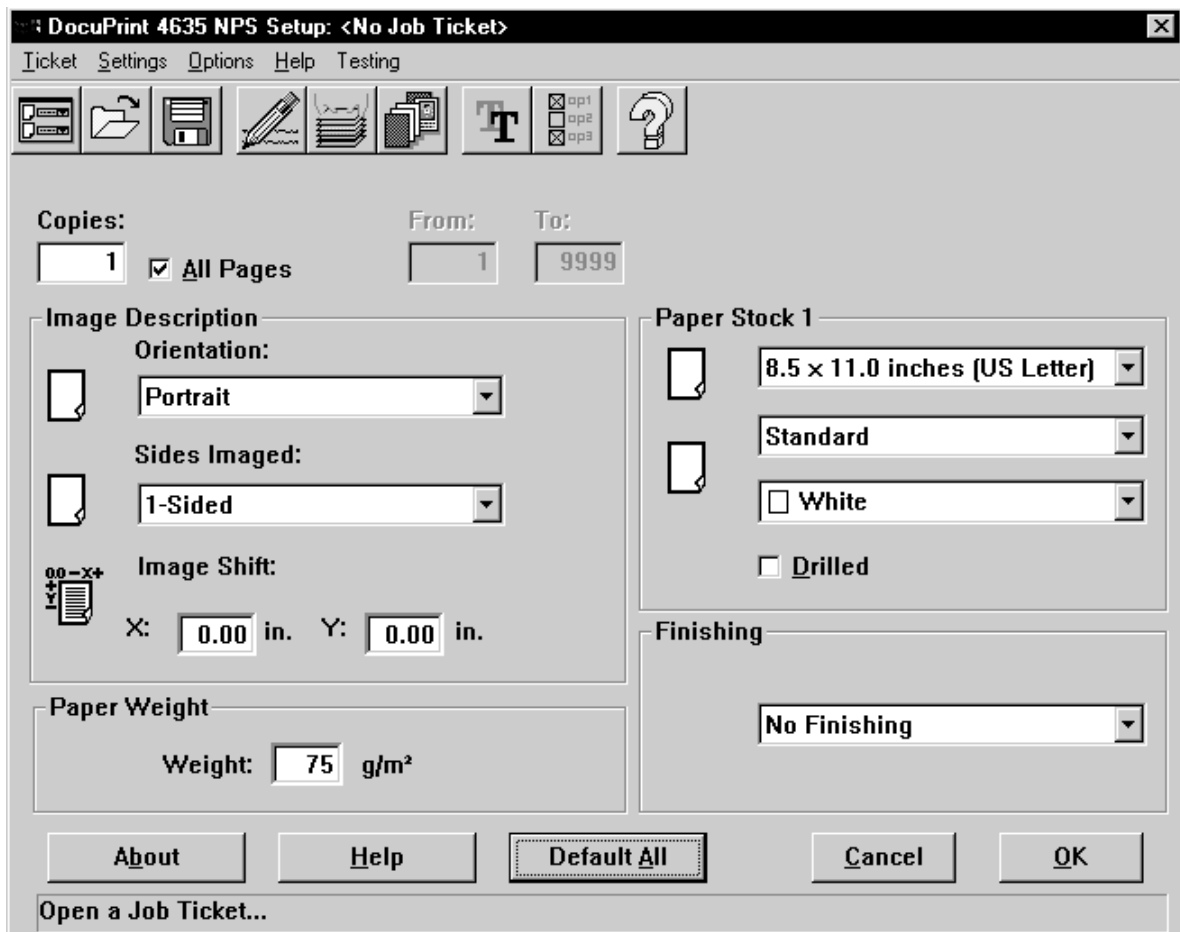 DocuPrint 4635 NPS Setup: <No Job Ticket>
Ticket Settings Options Help Testing
op1
op2
op3
Copies: From: To:
1 All Pages 1 9999
Image Description
Orientation:
Portrait
Sides Imaged:
1-Sided
0.0 – X+
+
Y
–
Image Shift:
X: 0.00 in. Y: 0.00 in.
Paper Weight
Weight: 75 g/m²
Paper Stock 1
8.5 × 11.0 inches (US Letter)
Standard
White
Drilled
Finishing
No Finishing
About Help Default All Cancel OK
Open a Job Ticket...